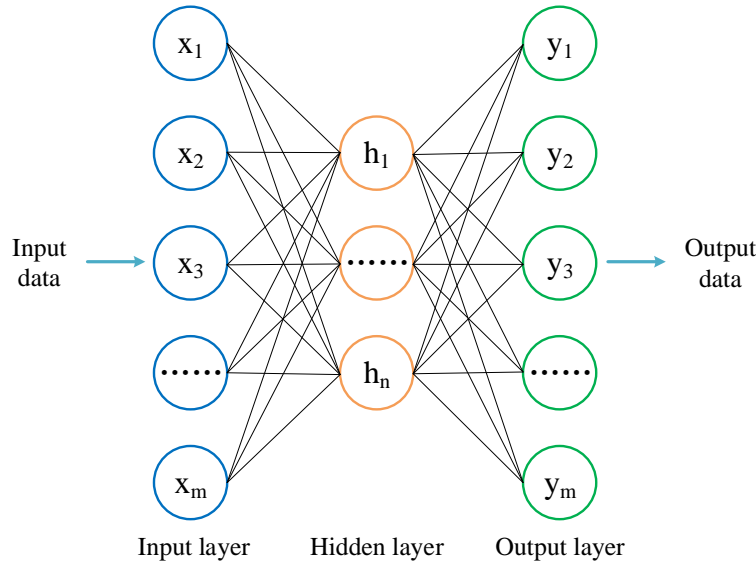 x₁
y₁
x₂
h₁
y₂
Input
data
x₃
......
y₃
Output
data
......
hₙ
......
xₘ
yₘ
Input layer
Hidden layer
Output layer